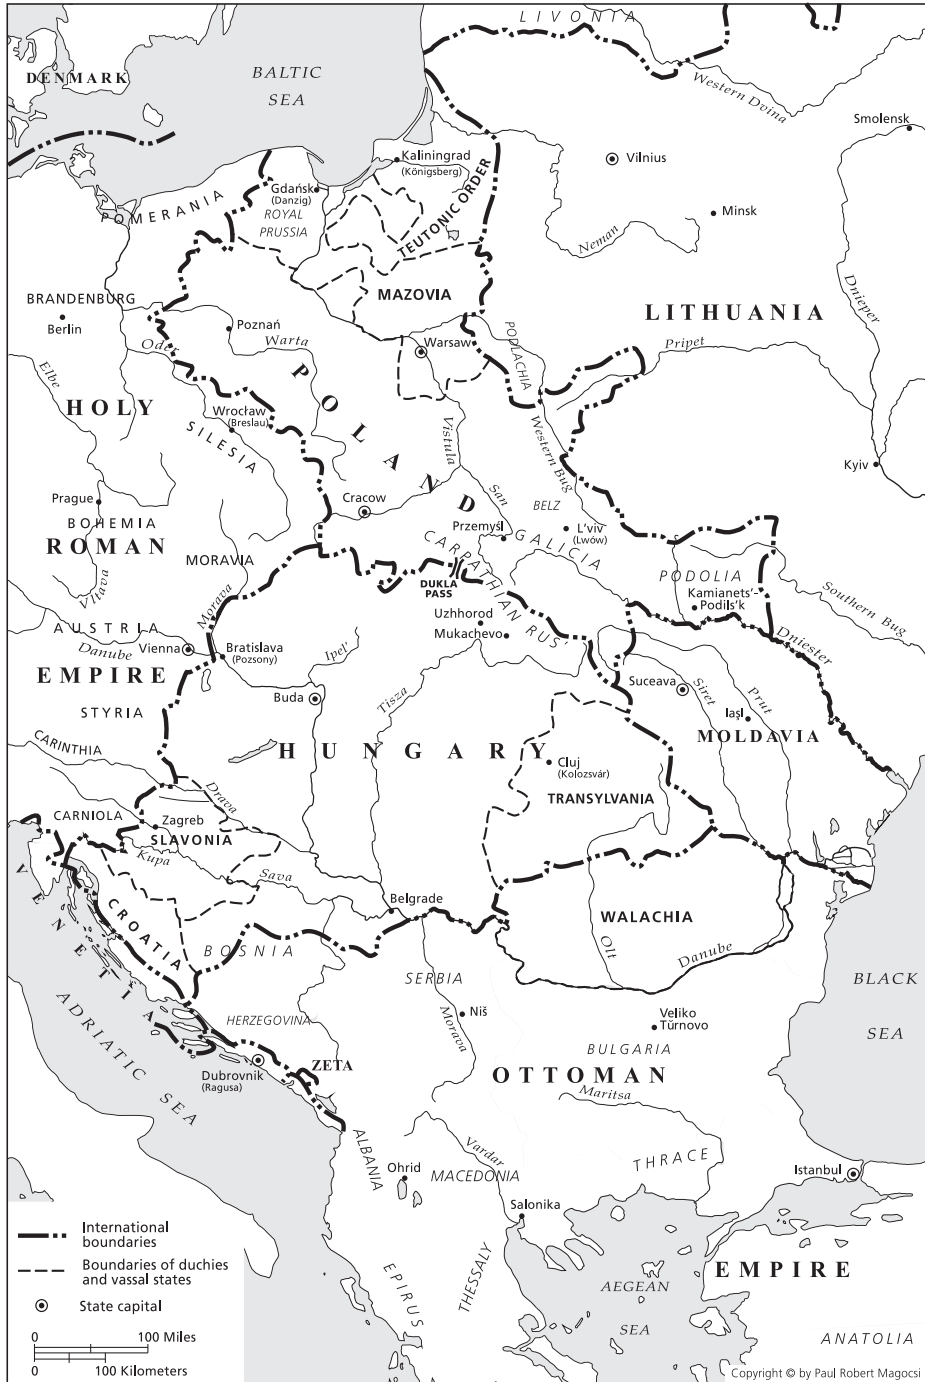 LIVONIA
DENMARK
BALTIC
SEA
Western Dvina
Smolensk
Kaliningrad
(Königsberg)
Vilnius
Gdańsk
(Danzig)
ROYAL
PRUSSIA
POMERANIA
TEUTONIC ORDER
Minsk
Neman
Dnieper
MAZOVIA
BRANDENBURG
Berlin
LITHUANIA
Poznań
Warta
Oder
Warsaw
PODLACHIA
Pripet
Elbe
HOLY
POLAND
Wrocław
(Breslau)
SILESIA
Vistula
Western Bug
Kyiv
Prague
BOHEMIA
ROMAN
Cracow
San
BELZ
Przemyśl
L'viv
(Lwów)
GALICIA
MORAVIA
CARPATHIAN RUS'
DUKLA
PASS
PODOLIA
Kamianets'-
Podils'k
Vltava
Morava
Southern Bug
AUSTRIA
Danube
Vienna
Bratislava
(Pozsony)
Ipel'
Uzhhorod
Mukachevo
Dniester
EMPIRE
Buda
Tisza
Suceava
Siret
Prut
Iaşl
STYRIA
HUNGARY
MOLDAVIA
CARINTHIA
Cluj
(Kolozsvár)
Drava
TRANSYLVANIA
CARNIOLA
Zagreb
SLAVONIA
Kupa
Sava
Belgrade
VENETIA
CROATIA
WALACHIA
BOSNIA
Olt
Danube
SERBIA
BLACK
SEA
ADRIATIC SEA
HERZEGOVINA
Morava
Niš
Veliko
Tŭrnovo
BULGARIA
Dubrovnik
(Ragusa)
ZETA
OTTOMAN
Maritsa
ALBANIA
Vardar
Ohrid
MACEDONIA
THRACE
Istanbul
Salonika
EPIRUS
THESSALY
AEGEAN
SEA
EMPIRE
ANATOLIA
International
boundaries
Boundaries of duchies
and vassal states
State capital
0 100 Miles
0 100 Kilometers
Copyright © by Paul Robert Magocsi